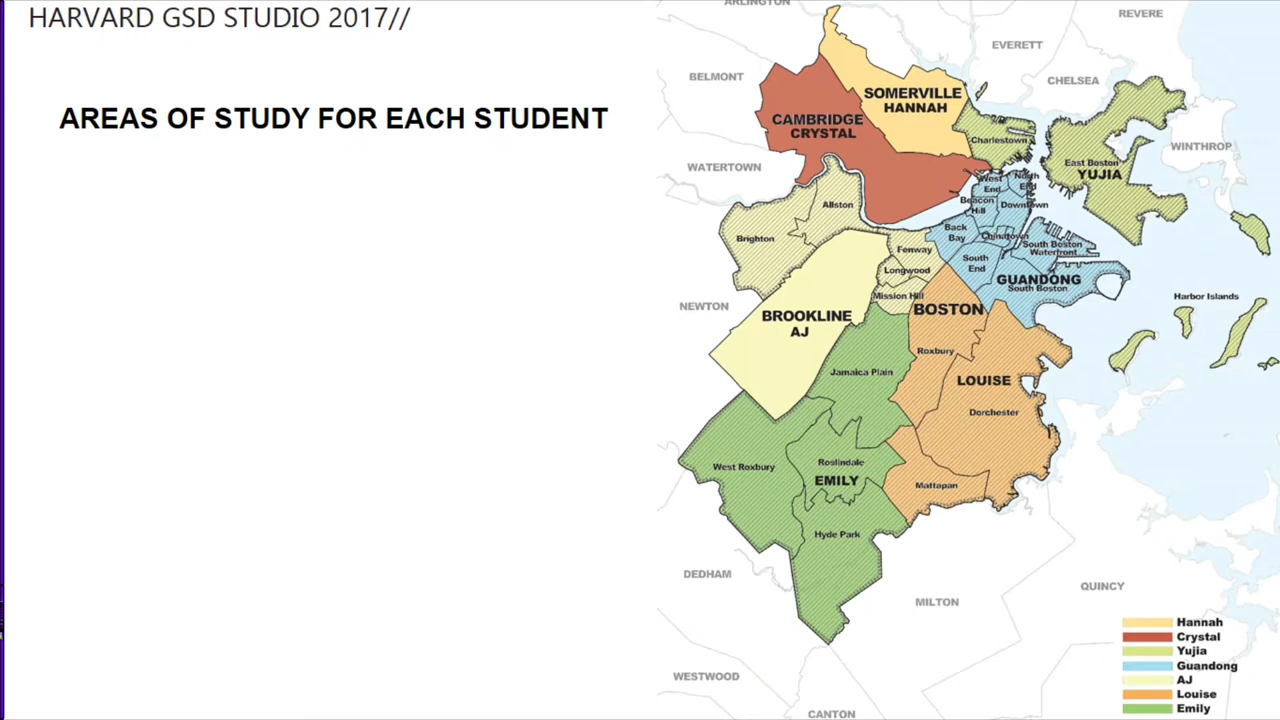 HARVARD GSD STUDIO 2017//
AREAS OF STUDY FOR EACH STUDENT
ARLINGTON
REVERE
EVERETT
BELMONT
CHELSEA
SOMERVILLE
HANNAH
CAMBRIDGE
CRYSTAL
Charlestown
WINTHROP
WATERTOWN
East Boston
YUJIA
West
End
North
End
Beacon
Hill
Downtown
Allston
Brighton
Back
Bay
Chinatown
South Boston
Waterfront
Fenway
Longwood
South
End
GUANDONG
South Boston
Mission Hill
Harbor Islands
NEWTON
BOSTON
BROOKLINE
AJ
Roxbury
Jamaica Plain
LOUISE
Dorchester
West Roxbury
Roslindale
EMILY
Mattapan
Hyde Park
DEDHAM
MILTON
QUINCY
WESTWOOD
CANTON
Hannah
Crystal
Yujia
Guandong
AJ
Louise
Emily